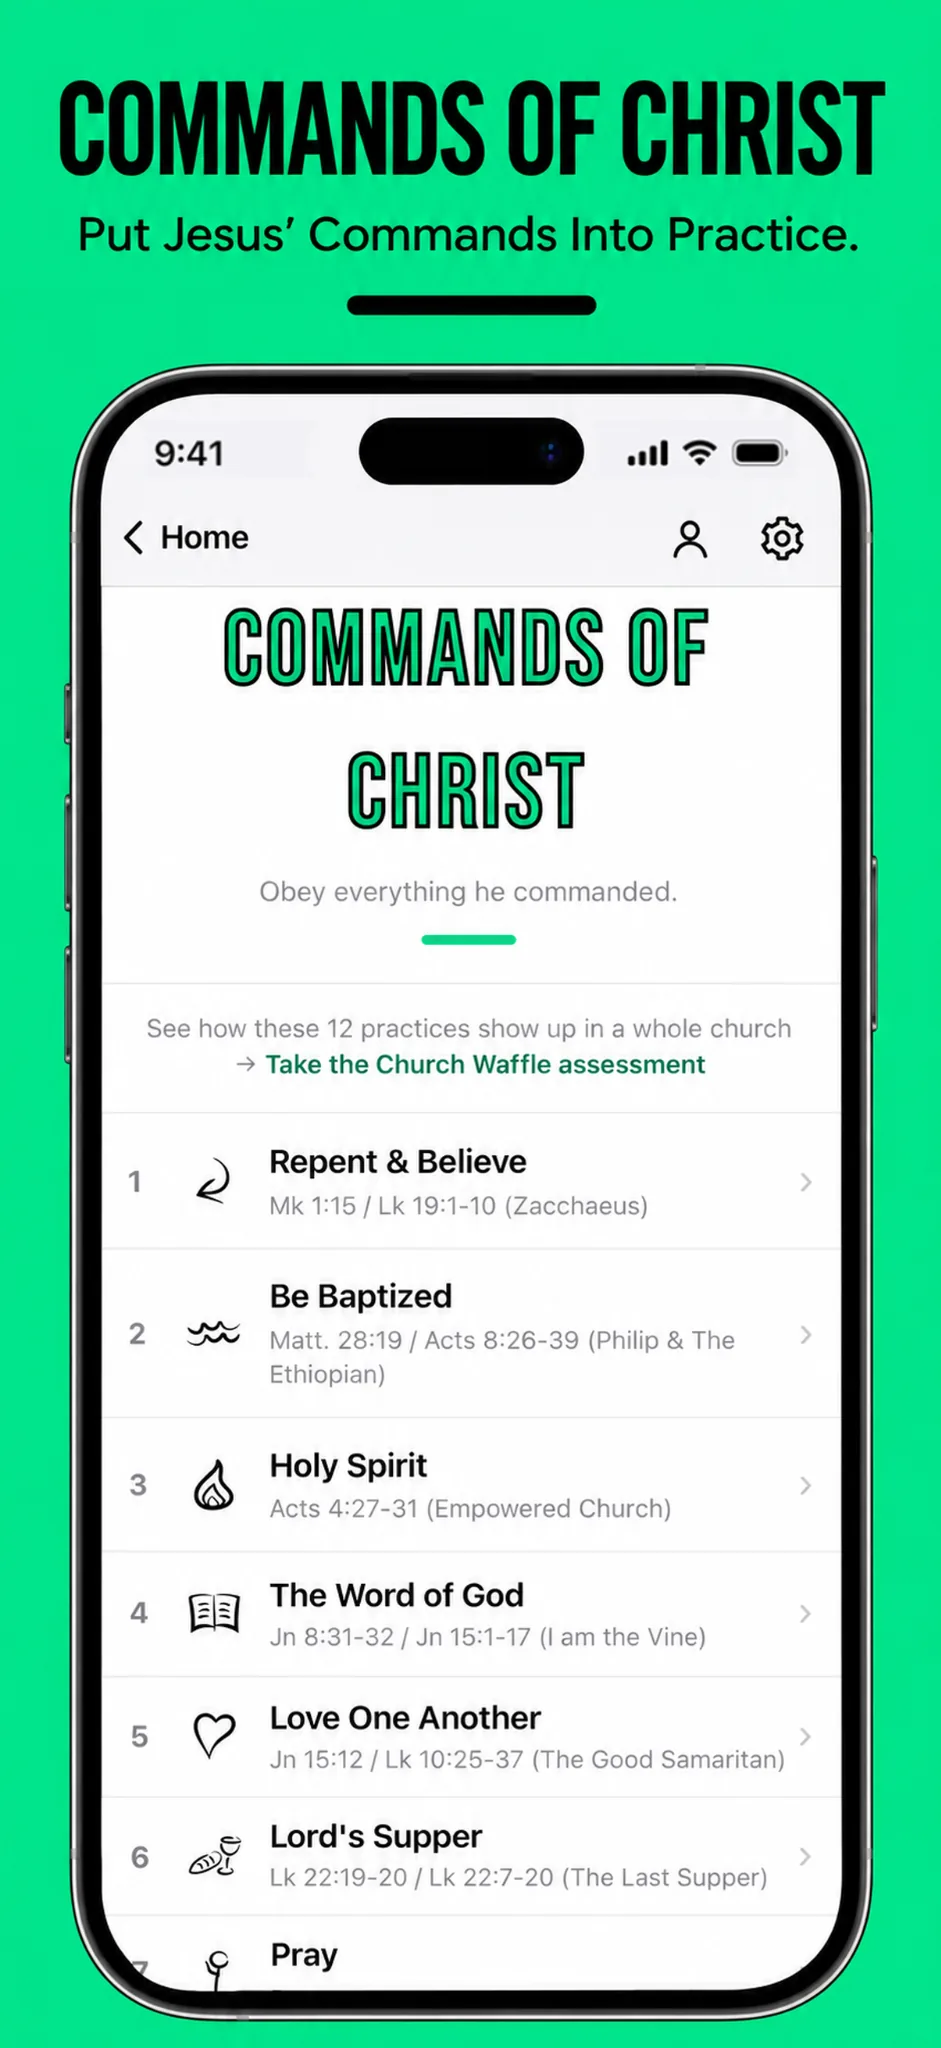 COMMANDS OF CHRIST
Put Jesus’ Commands Into Practice.
9:41
Home
COMMANDS OF
CHRIST
Obey everything he commanded.
See how these 12 practices show up in a whole church
→ Take the Church Waffle assessment
1
Repent & Believe
Mk 1:15 / Lk 19:1-10 (Zacchaeus)
2
Be Baptized
Matt. 28:19 / Acts 8:26-39 (Philip & The
Ethiopian)
3
Holy Spirit
Acts 4:27-31 (Empowered Church)
4
The Word of God
Jn 8:31-32 / Jn 15:1-17 (I am the Vine)
5
Love One Another
Jn 15:12 / Lk 10:25-37 (The Good Samaritan)
6
Lord's Supper
Lk 22:19-20 / Lk 22:7-20 (The Last Supper)
7
Pray